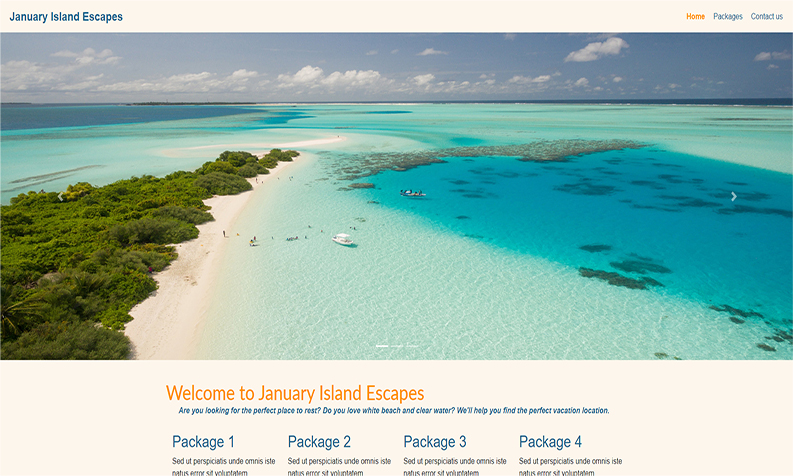 January Island Escapes
Home Packages Contact us
Welcome to January Island Escapes
Are you looking for the perfect place to rest? Do you love white beach and clear water? We'll help you find the perfect vacation location.
Package 1
Sed ut perspiciatis unde omnis iste
natus error sit voluptatem
Package 2
Sed ut perspiciatis unde omnis iste
natus error sit voluptatem
Package 3
Sed ut perspiciatis unde omnis iste
natus error sit voluptatem
Package 4
Sed ut perspiciatis unde omnis iste
natus error sit voluptatem